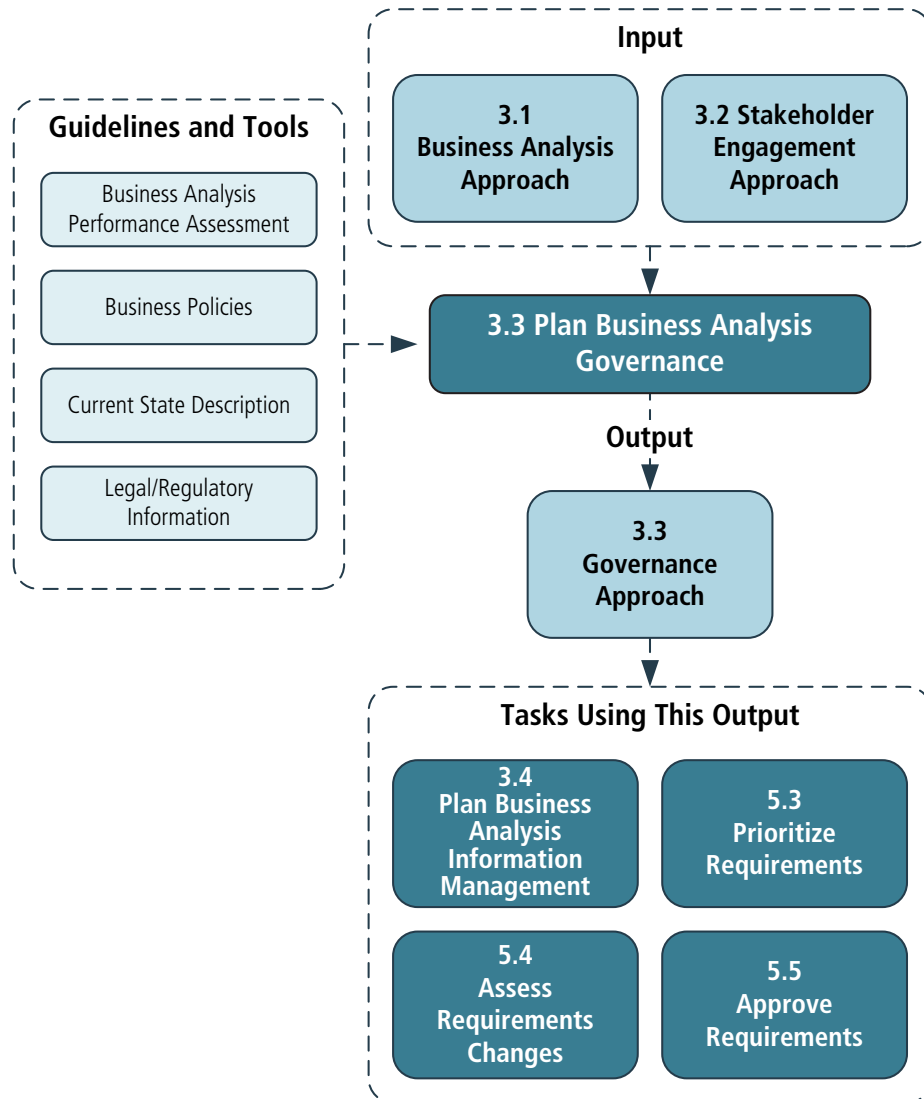 Input
3.1
Business Analysis
Approach
3.2 Stakeholder
Engagement
Approach
Guidelines and Tools
Business Analysis
Performance Assessment
Business Policies
Current State Description
Legal/Regulatory
Information
3.3 Plan Business Analysis
Governance
Output
3.3
Governance
Approach
Tasks Using This Output
3.4
Plan Business
Analysis
Information
Management
5.3
Prioritize
Requirements
5.4
Assess
Requirements
Changes
5.5
Approve
Requirements